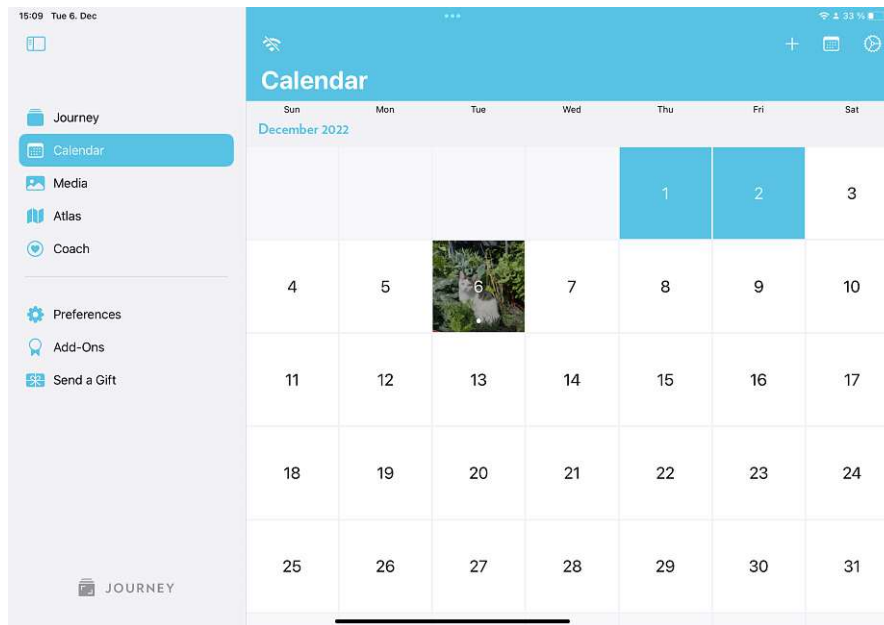 15:09 Tue 6. Dec
33 %
Calendar
Journey
Calendar
Media
Atlas
Coach
Preferences
Add-Ons
Send a Gift
JOURNEY
Sun Mon Tue Wed Thu Fri Sat
December 2022
1 2 3
4 5 6 7 8 9 10
11 12 13 14 15 16 17
18 19 20 21 22 23 24
25 26 27 28 29 30 31